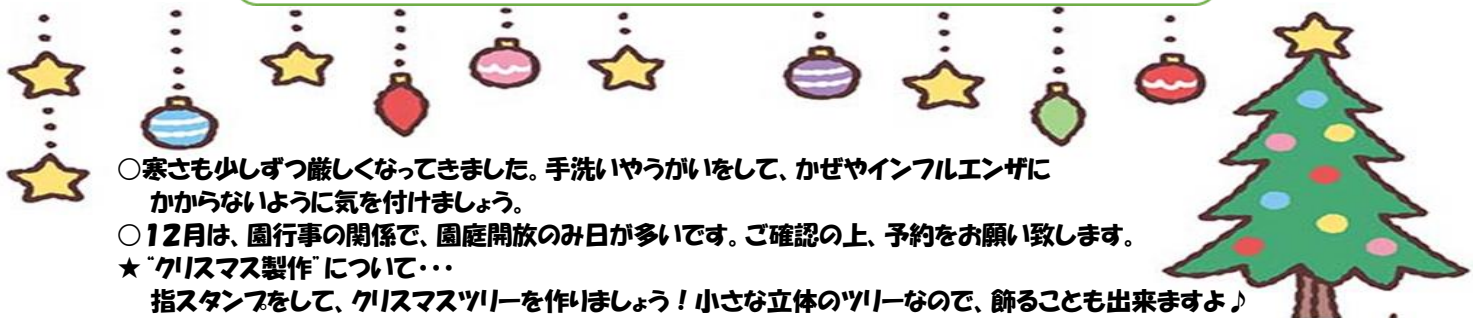 ○寒さも少しずつ厳しくなってきました。手洗いやうがいをして、かぜやインフルエンザに
かからないように気を付けましょう。
○12月は、園行事の関係で、園庭開放のみ日が多いです。ご確認の上、予約をお願い致します。
★“クリスマス製作”について・・・
指スタンプをして、クリスマスツリーを作りましょう！小さな立体のツリーなので、飾ることも出来ますよ♪